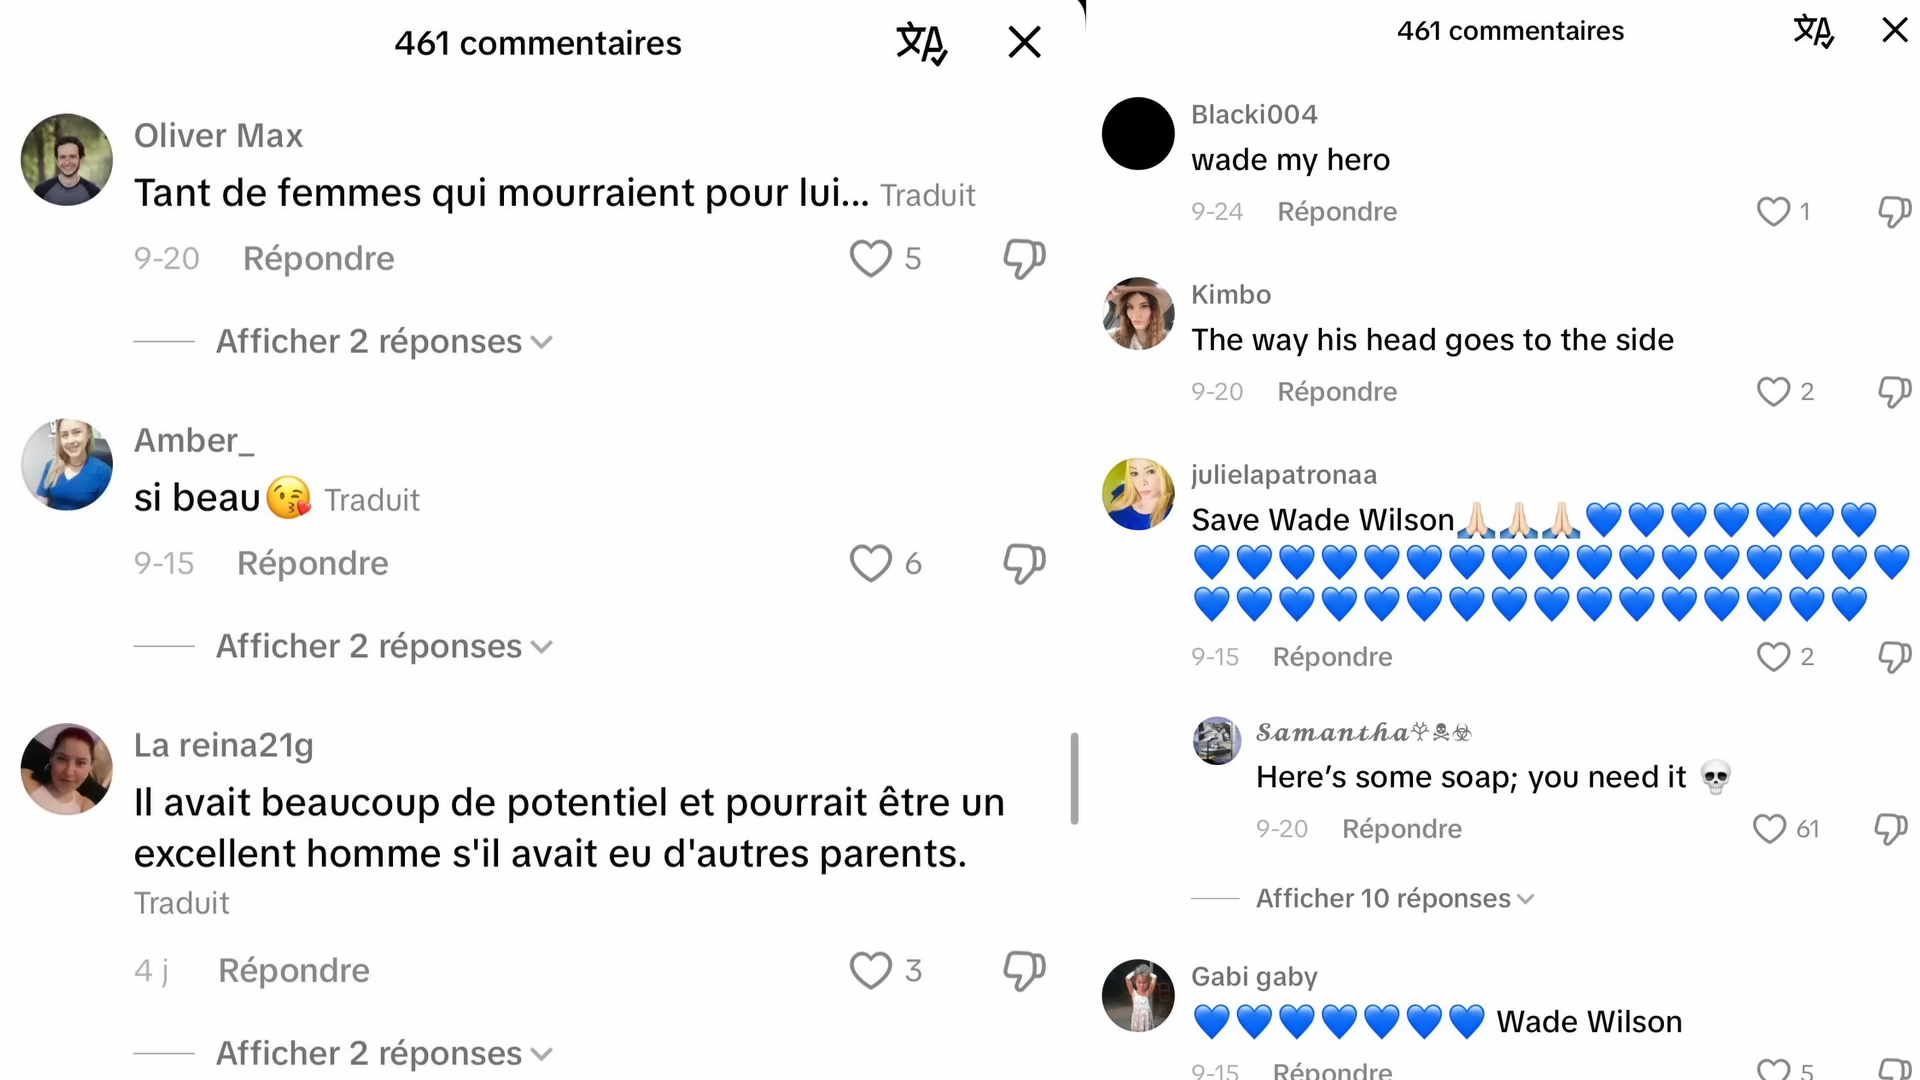 461 commentaires
Oliver Max
Tant de femmes qui mourraient pour lui... Traduit
9-20 Répondre 5
Afficher 2 réponses
Amber_
si beau😘 Traduit
9-15 Répondre 6
Afficher 2 réponses
La reina21g
Il avait beaucoup de potentiel et pourrait être un
excellent homme s'il avait eu d'autres parents.
Traduit
4 j Répondre 3
Afficher 2 réponses
461 commentaires
Blacki004
wade my hero
9-24 Répondre 1
Kimbo
The way his head goes to the side
9-20 Répondre 2
julielapatronaa
Save Wade Wilson🙏🏻🙏🏻🙏🏻💙💙💙💙💙💙💙
💙💙💙💙💙💙💙💙💙💙💙💙💙💙💙💙💙
💙💙💙💙💙💙💙💙💙💙💙💙💙💙💙💙
9-15 Répondre 2
𝓢𝓪𝓶𝓪𝓷𝓽𝓱𝓪🝎☠☣
Here’s some soap; you need it 💀
9-20 Répondre 61
Afficher 10 réponses
Gabi gaby
💙💙💙💙💙💙💙 Wade Wilson
9-15 Répondre 5